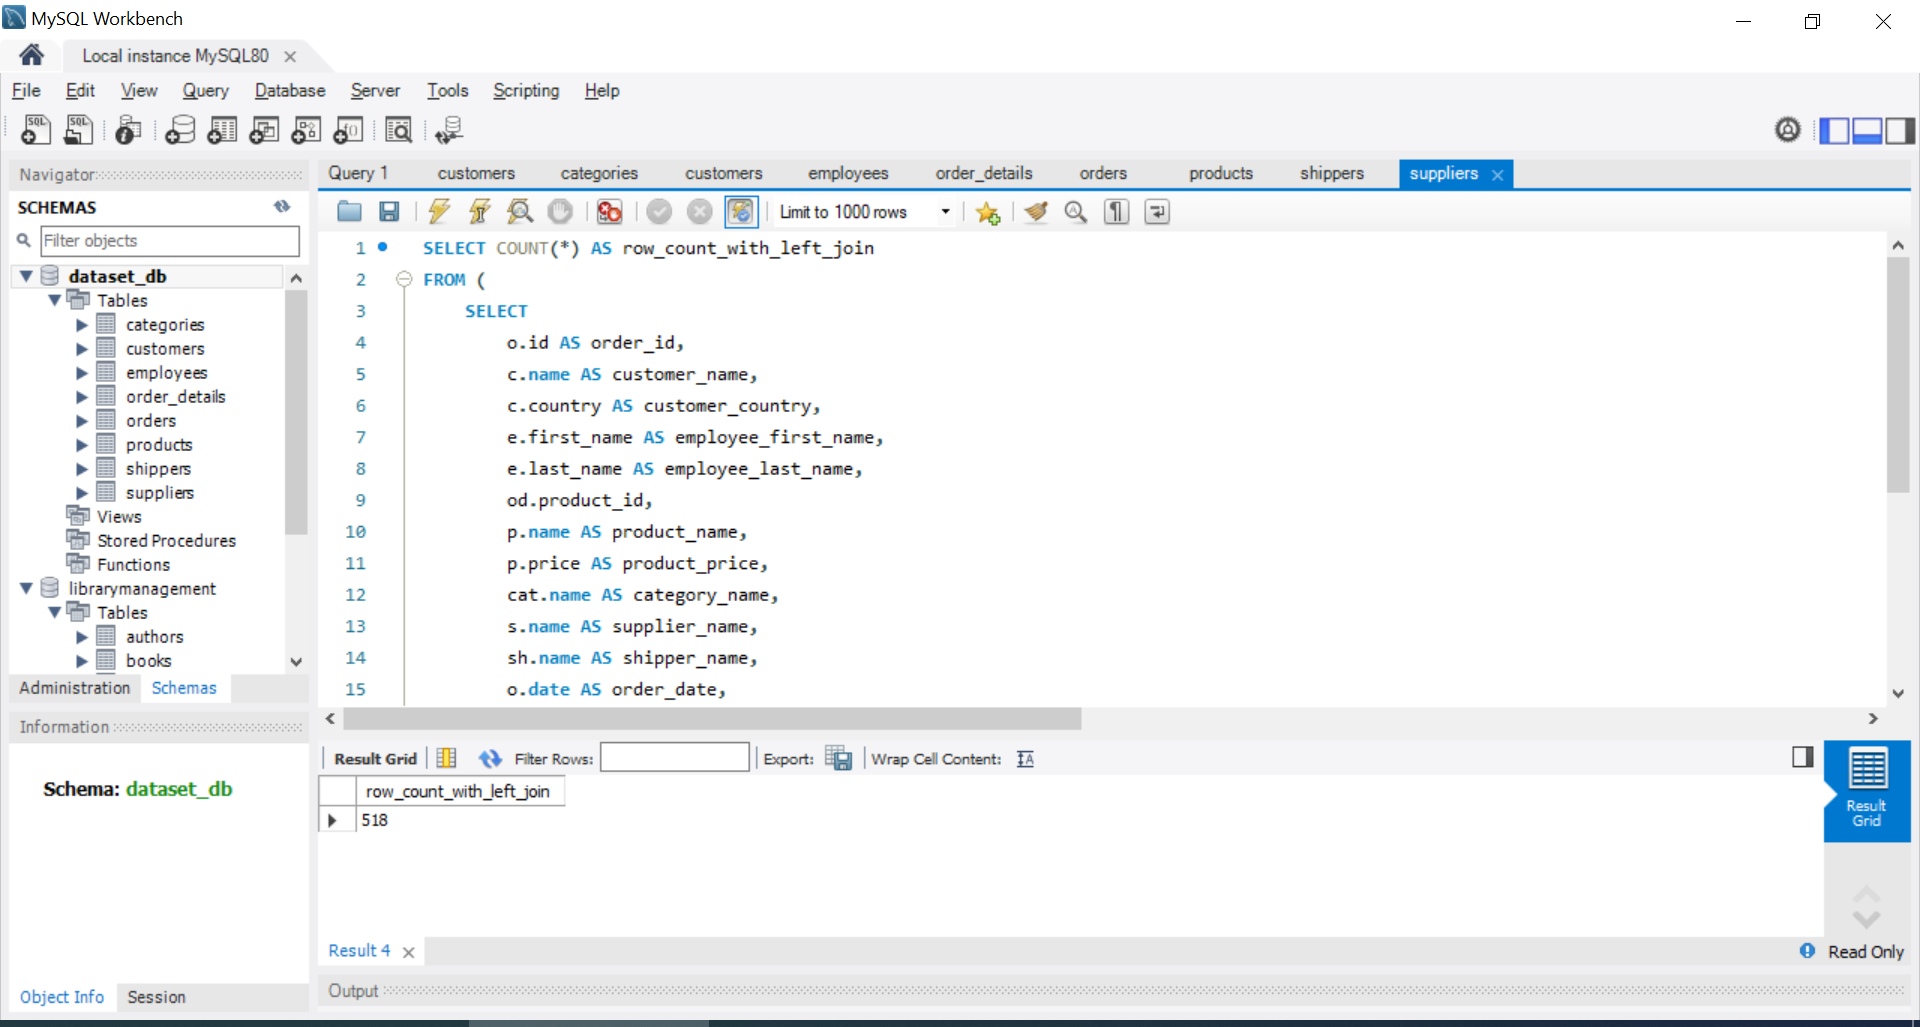 MySQL Workbench
Local instance MySQL80
File Edit View Query Database Server Tools Scripting Help
Navigator
SCHEMAS
Filter objects
dataset_db
Tables
categories
customers
employees
order_details
orders
products
shippers
suppliers
Views
Stored Procedures
Functions
librarymanagement
Tables
authors
books
Administration Schemas
Information
Schema: dataset_db
Object Info Session
Query 1 customers categories customers employees order_details orders products shippers suppliers
Limit to 1000 rows
1 SELECT COUNT(*) AS row_count_with_left_join
2 FROM (
3 SELECT
4 o.id AS order_id,
5 c.name AS customer_name,
6 c.country AS customer_country,
7 e.first_name AS employee_first_name,
8 e.last_name AS employee_last_name,
9 od.product_id,
10 p.name AS product_name,
11 p.price AS product_price,
12 cat.name AS category_name,
13 s.name AS supplier_name,
14 sh.name AS shipper_name,
15 o.date AS order_date,
Result Grid Filter Rows: Export: Wrap Cell Content:
row_count_with_left_join
518
Result
Grid
Result 4
Read Only
Output